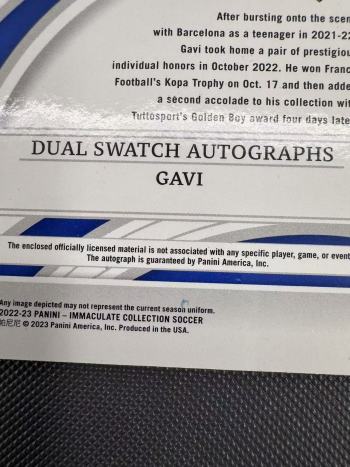 After bursting onto the scen
with Barcelona as a teenager in 2021-22
Gavi took home a pair of prestigiou
individual honors in October 2022. He won Franc
Football's Kopa Trophy on Oct. 17 and then adde
a second accolade to his collection wit
Tuttosport's Golden Boy award four days late
DUAL SWATCH AUTOGRAPHS
GAVI
The enclosed officially licensed material is not associated with any specific player, game, or event
The autograph is guaranteed by Panini America, Inc.
Any image depicted may not represent the current season uniform.
2022-23 PANINI – IMMACULATE COLLECTION SOCCER
帕尼尼 © 2023 Panini America, Inc. Produced in the USA.